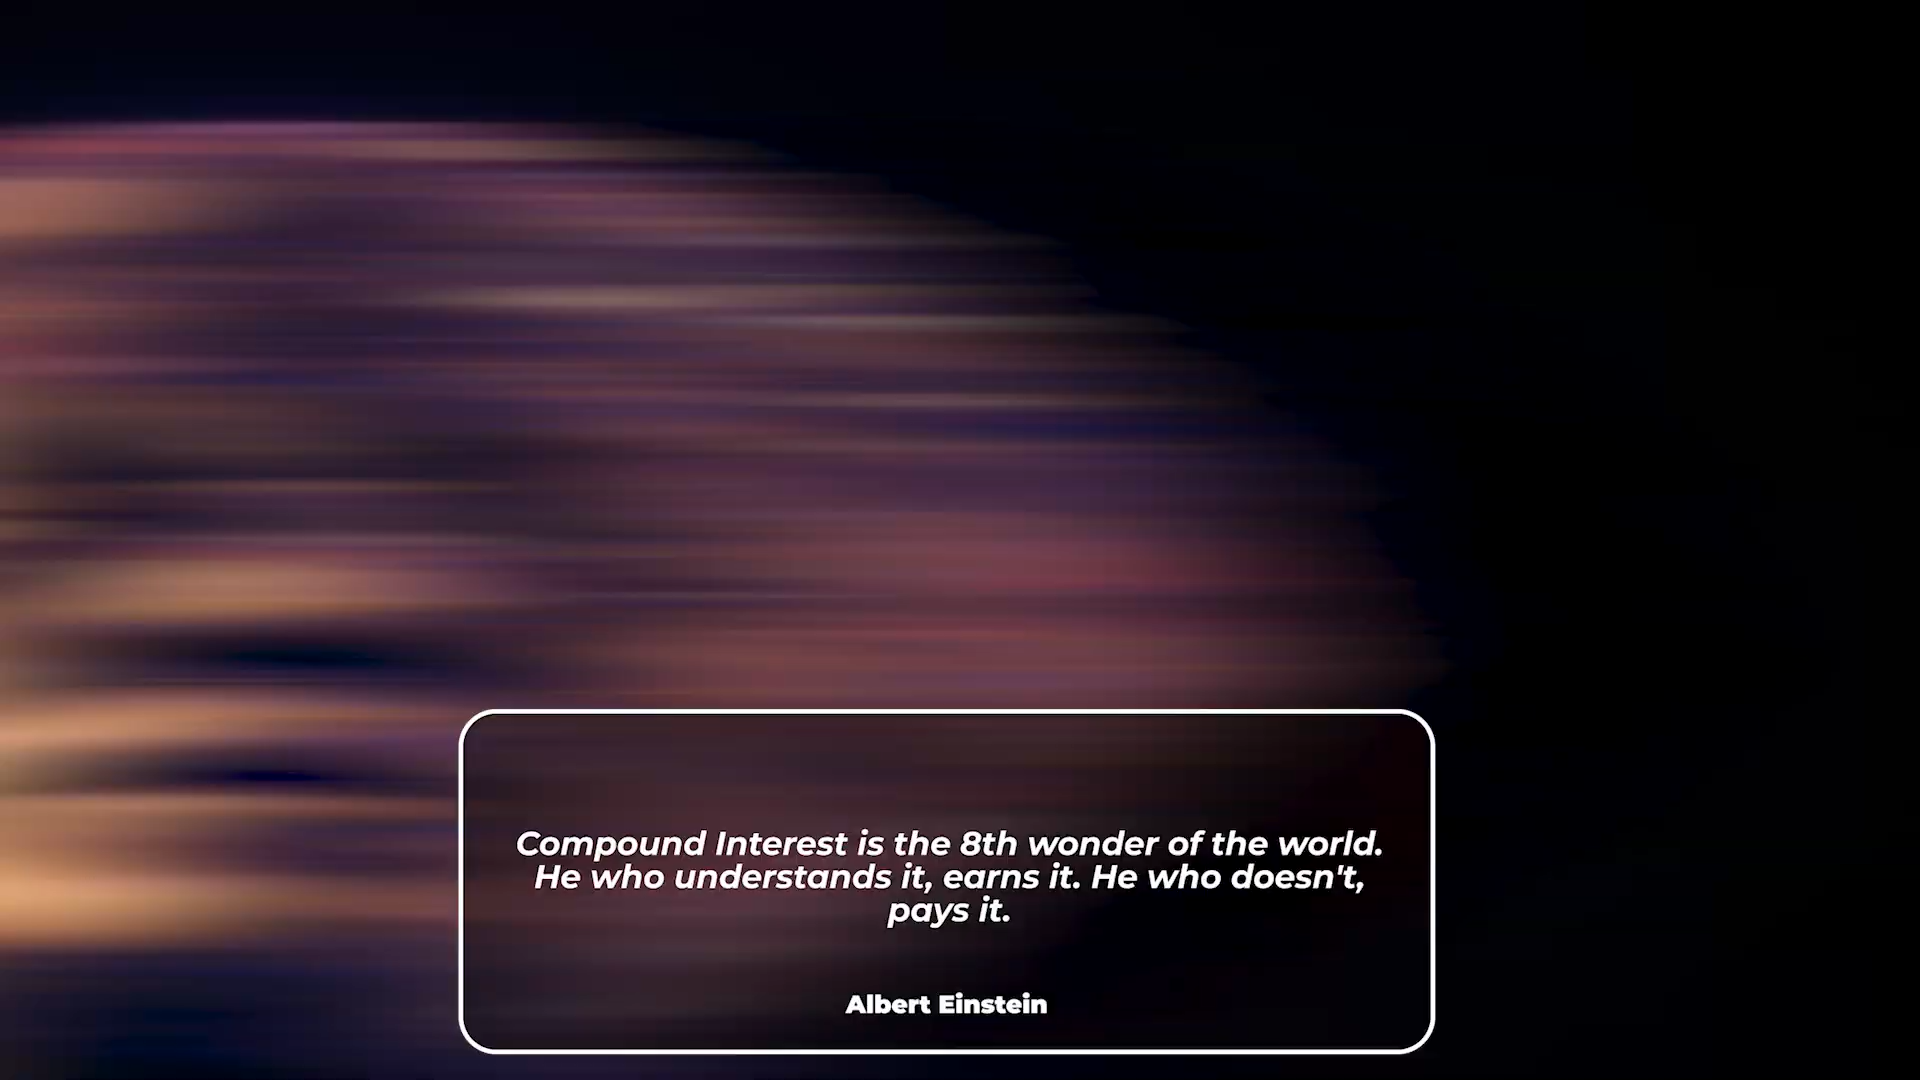 Compound Interest is the 8th wonder of the world.
He who understands it, earns it. He who doesn't,
pays it.
Albert Einstein